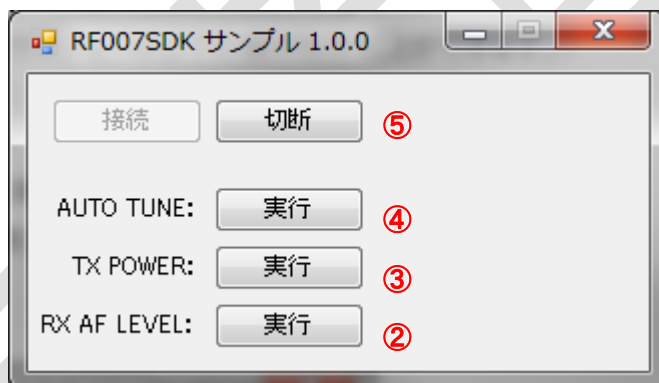 RF007SDK サンプル 1.0.0
接続 切断 ⑤
AUTO TUNE: 実行 ④
TX POWER: 実行 ③
RX AF LEVEL: 実行 ②